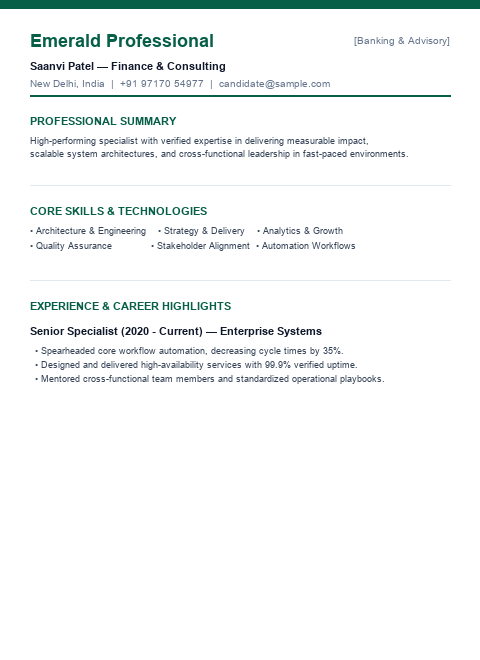 Emerald Professional
[Banking & Advisory]
Saanvi Patel — Finance & Consulting
New Delhi, India | +91 97170 54977 | candidate@sample.com
PROFESSIONAL SUMMARY
High-performing specialist with verified expertise in delivering measurable impact,
scalable system architectures, and cross-functional leadership in fast-paced environments.
CORE SKILLS & TECHNOLOGIES
• Architecture & Engineering • Strategy & Delivery • Analytics & Growth
• Quality Assurance • Stakeholder Alignment • Automation Workflows
EXPERIENCE & CAREER HIGHLIGHTS
Senior Specialist (2020 - Current) — Enterprise Systems
• Spearheaded core workflow automation, decreasing cycle times by 35%.
• Designed and delivered high-availability services with 99.9% verified uptime.
• Mentored cross-functional team members and standardized operational playbooks.